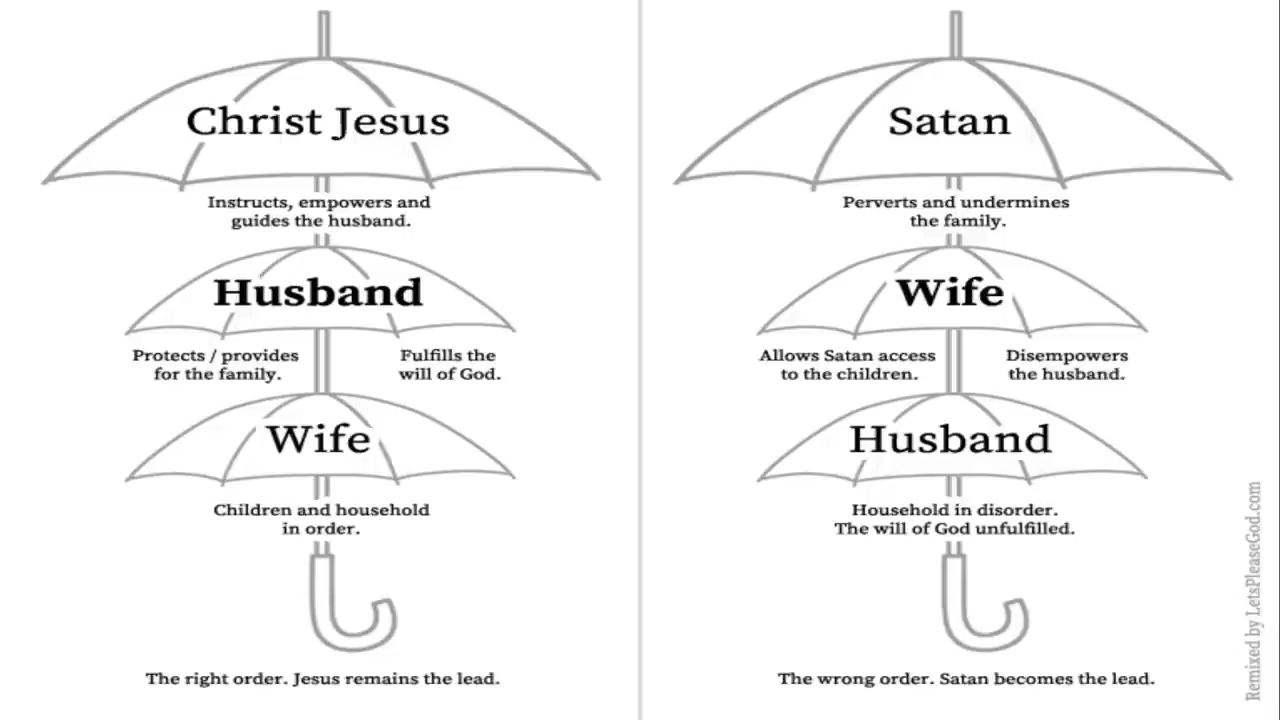 Christ Jesus
Instructs, empowers and
guides the husband.
Husband
Protects / provides
for the family.
Fulfills the
will of God.
Wife
Children and household
in order.
The right order. Jesus remains the lead.
Satan
Perverts and undermines
the family.
Wife
Allows Satan access
to the children.
Disempowers
the husband.
Husband
Household in disorder.
The will of God unfulfilled.
The wrong order. Satan becomes the lead.
Remixed by LetsPleaseGod.com